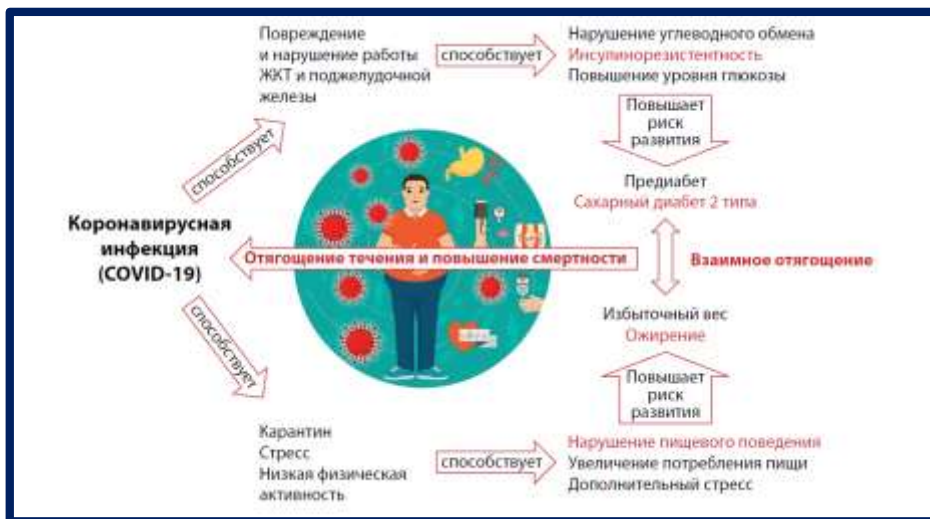 Повреждение
и нарушение работы
ЖКТ и поджелудочной
железы
способствует
Нарушение углеводного обмена
Инсулинорезистентность
Повышение уровня глюкозы
Повышает
риск
развития
Предиабет
Сахарный диабет 2 типа
способствует
Коронавирусная
инфекция
(COVID-19)
Отягощение течения и повышение смертности
Взаимное отягощение
Избыточный вес
Ожирение
способствует
Повышает
риск
развития
Карантин
Стресс
Низкая физическая
активность
способствует
Нарушение пищевого поведения
Увеличение потребления пищи
Дополнительный стресс